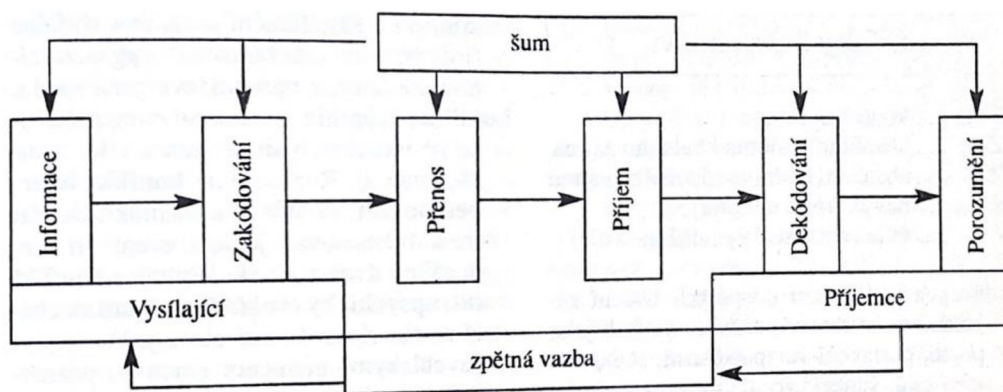 šum
Informace
Zakódování
Přenos
Příjem
Dekódování
Porozumění
Vysílající
Příjemce
zpětná vazba